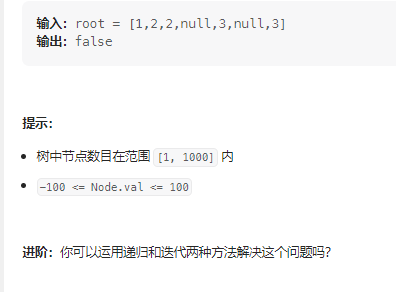 输入：root = [1,2,2,null,3,null,3]
输出：false
提示：
树中节点数目在范围 [1, 1000] 内
-100 <= Node.val <= 100
进阶：你可以运用递归和迭代两种方法解决这个问题吗？